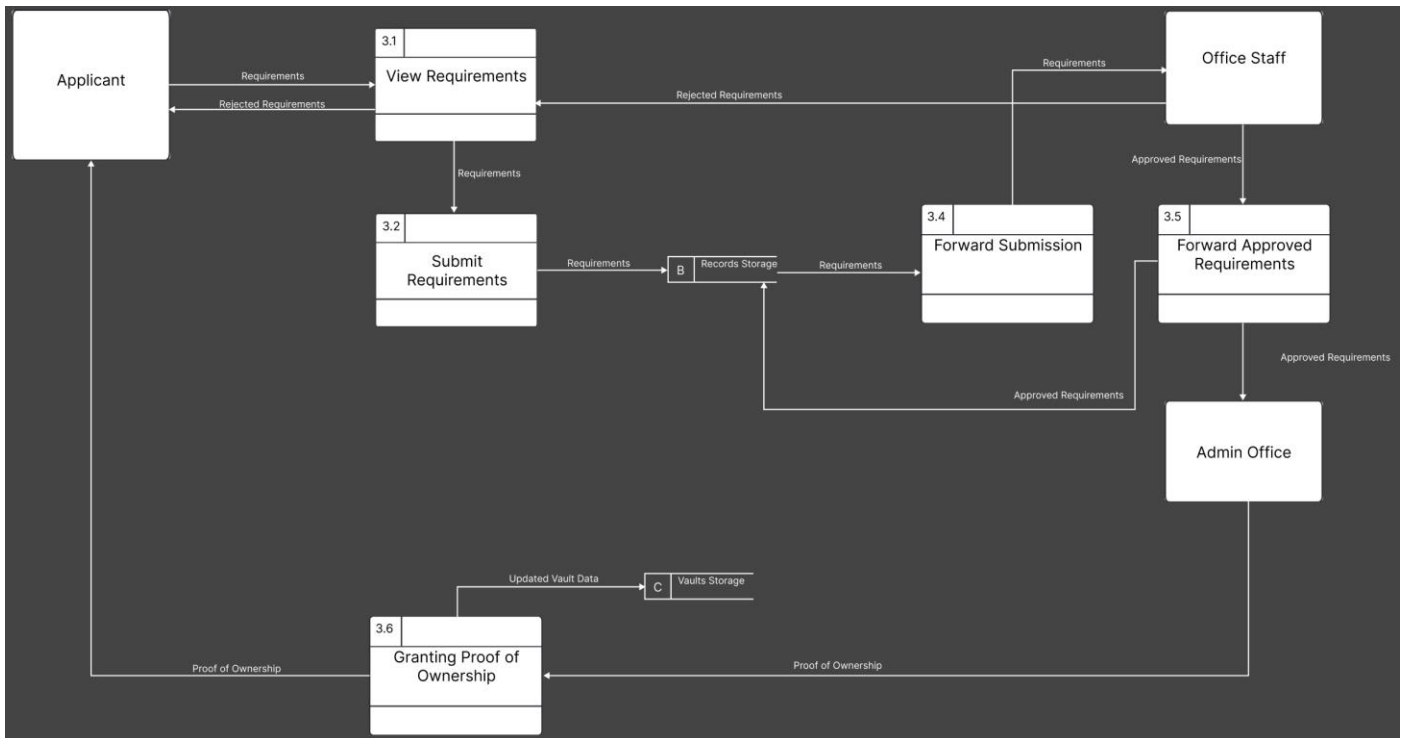 3.1
Applicant
View Requirements
Office Staff
Requirements
Rejected Requirements
Requirements
Rejected Requirements
Requirements
Approved Requirements
3.2
Submit
Requirements
Requirements
B
Records Storage
Requirements
3.4
Forward Submission
3.5
Forward Approved
Requirements
Approved Requirements
Approved Requirements
Admin Office
Updated Vault Data
C
Vaults Storage
3.6
Granting Proof of
Ownership
Proof of Ownership
Proof of Ownership